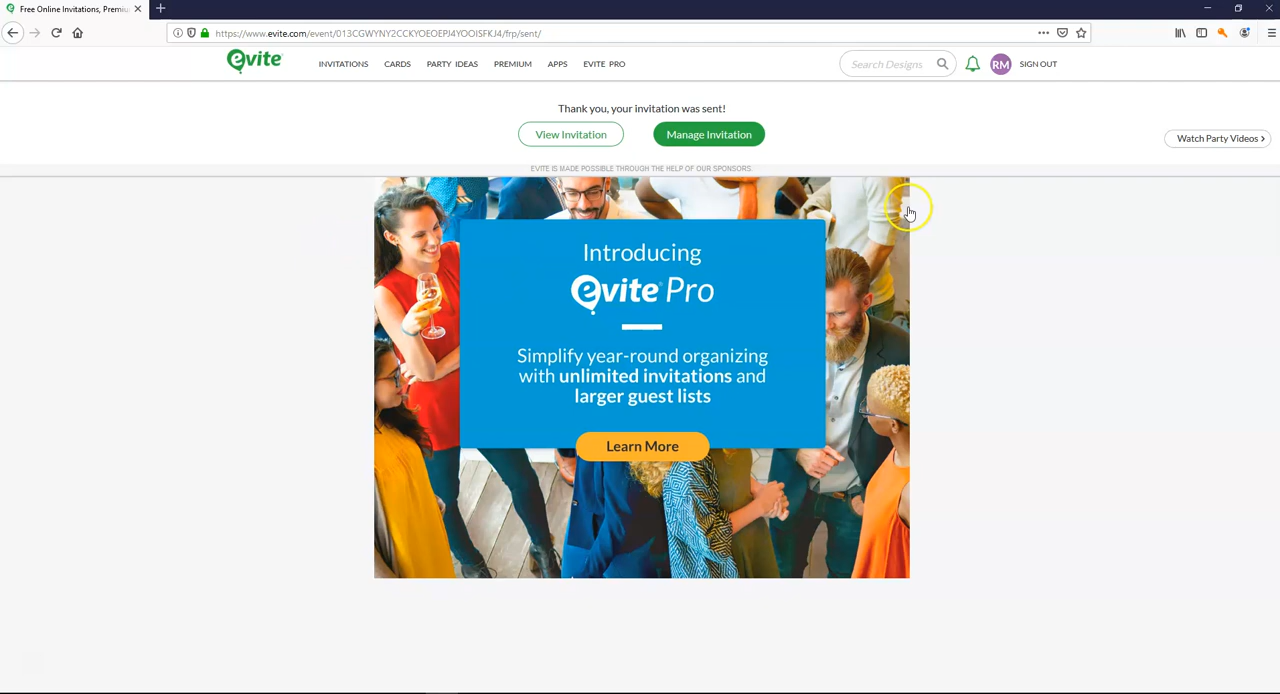 Free Online Invitations, Premiu
https://www.evite.com/event/013CGWYNY2CCKYOEOEPJ4YOOISFKJ4/frp/sent/
evite
INVITATIONS CARDS PARTY IDEAS PREMIUM APPS EVITE PRO
Search Designs
RM
SIGN OUT
Thank you, your invitation was sent!
View Invitation
Manage Invitation
Watch Party Videos
EVITE IS MADE POSSIBLE THROUGH THE HELP OF OUR SPONSORS
Introducing
evite Pro
Simplify year-round organizing
with unlimited invitations and
larger guest lists
Learn More